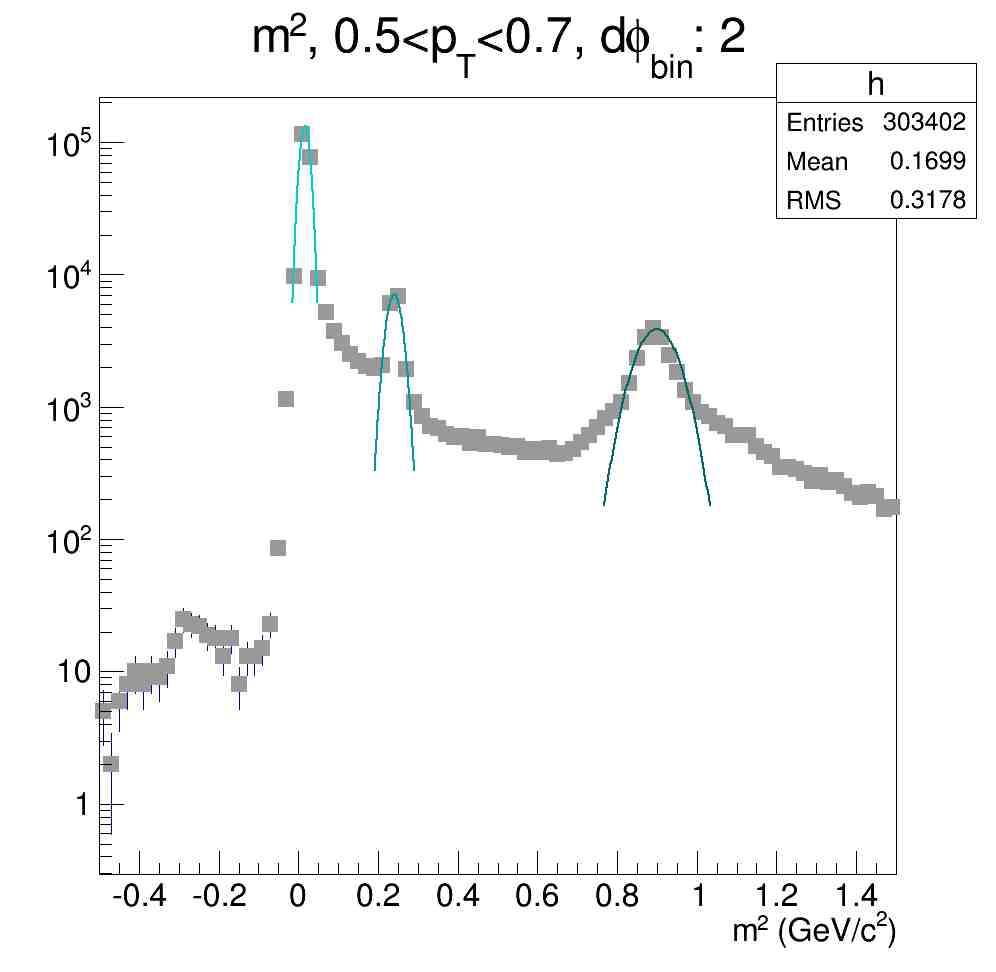 m², 0.5<p_T<0.7, dϕ_bin: 2
h
Entries 303402
Mean 0.1699
RMS 0.3178
10⁵
10⁴
10³
10²
10
1
-0.4 -0.2 0 0.2 0.4 0.6 0.8 1 1.2 1.4
m² (GeV/c²)